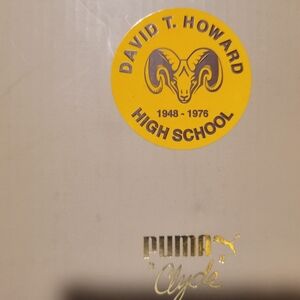 DAVID T. HOWARD
1948 - 1976
HIGH SCHOOL
PUMA
"Clyde"